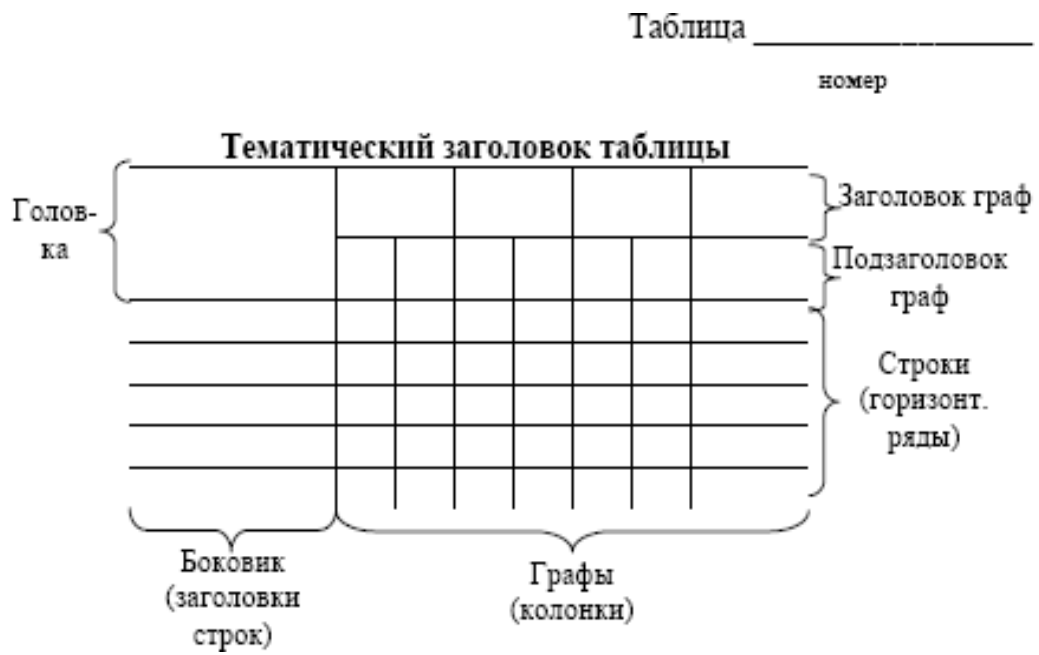 Таблица ____________________
номер
Тематический заголовок таблицы
Голов-
ка
Заголовок граф
Подзаголовок
граф
Строки
(горизонт.
ряды)
Боковик
(заголовки
строк)
Графы
(колонки)